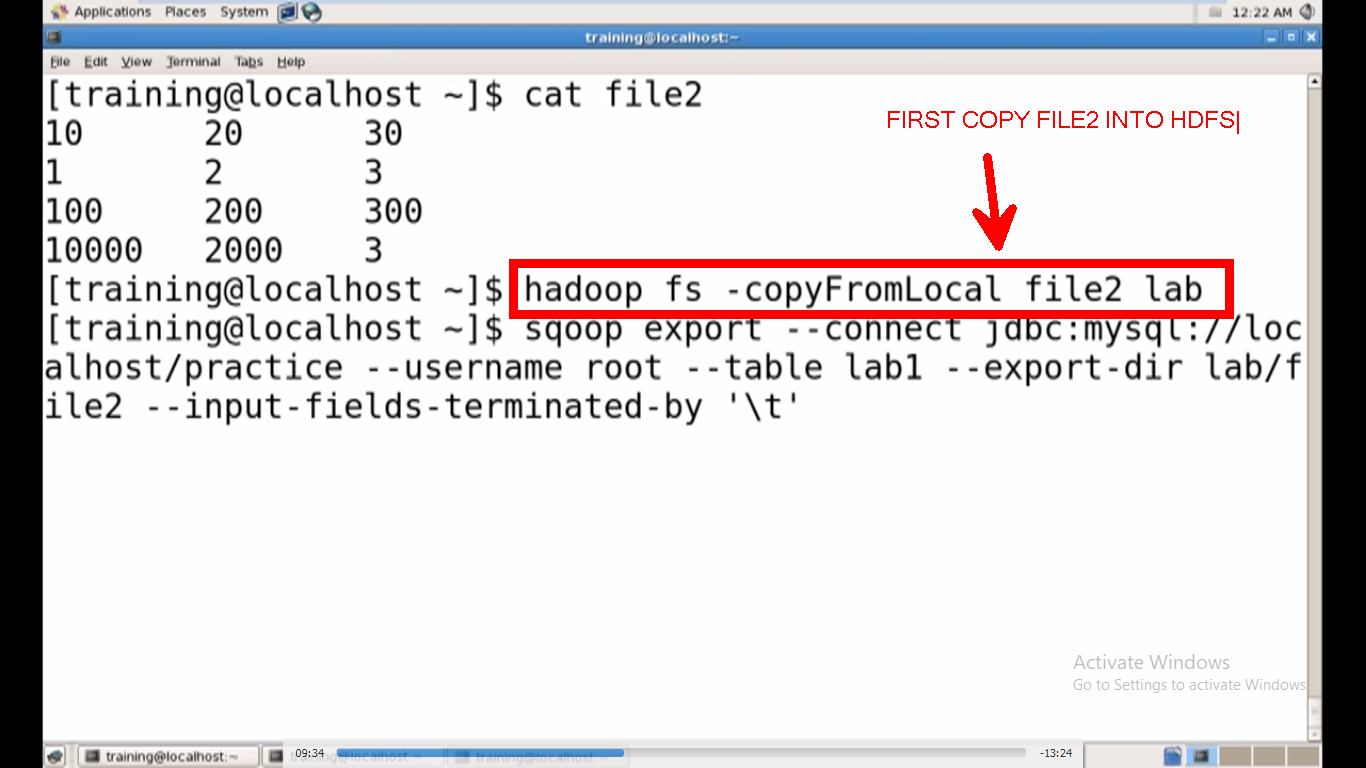 Applications Places System 12:22 AM
training@localhost:~
File Edit View Terminal Tabs Help
[training@localhost ~]$ cat file2
FIRST COPY FILE2 INTO HDFS
10 20 30
1 2 3
100 200 300
10000 2000 3
[training@localhost ~]$ hadoop fs -copyFromLocal file2 lab
[training@localhost ~]$ sqoop export --connect jdbc:mysql://loc
alhost/practice --username root --table lab1 --export-dir lab/f
ile2 --input-fields-terminated-by '\t'
Activate Windows
Go to Settings to activate Windows
training@localhost:~ 09:34 training@localhost:~ training@localhost:~ -13:24